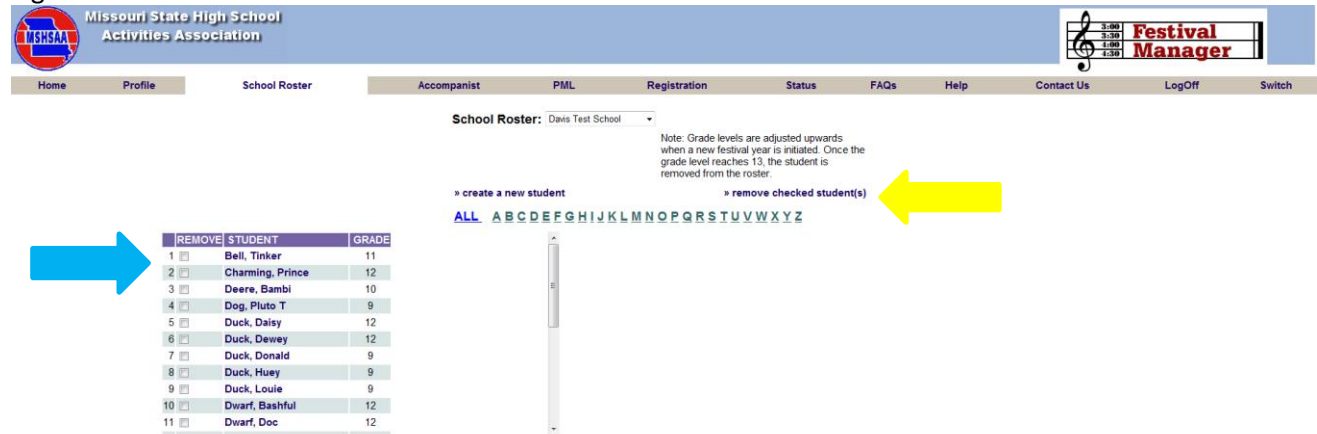 Missouri State High School
Activities Association
MSHSAA
3:00
3:30
4:00
4:30
Festival
Manager
Home Profile School Roster Accompanist PML Registration Status FAQs Help Contact Us LogOff Switch
School Roster: Davis Test School
Note: Grade levels are adjusted upwards
when a new festival year is initiated. Once the
grade level reaches 13, the student is
removed from the roster.
» create a new student » remove checked student(s)
ALL A B C D E F G H I J K L M N O P Q R S T U V W X Y Z
REMOVE STUDENT GRADE
1 Bell, Tinker 11
2 Charming, Prince 12
3 Deere, Bambi 10
4 Dog, Pluto T 9
5 Duck, Daisy 12
6 Duck, Dewey 12
7 Duck, Donald 9
8 Duck, Huey 9
9 Duck, Louie 9
10 Dwarf, Bashful 12
11 Dwarf, Doc 12